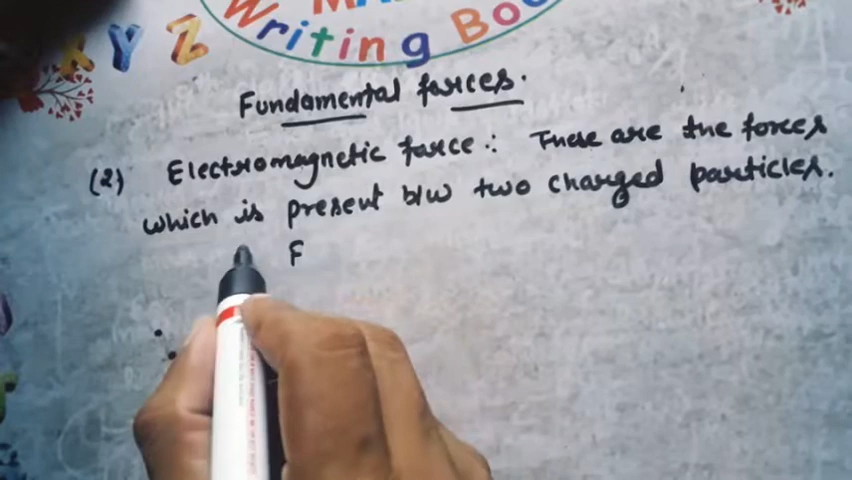 X Y Z
Writing Boo
Fundamental forces.
(2) Electromagnetic force :. These are the forces
which is present b/w two charged particles.
F